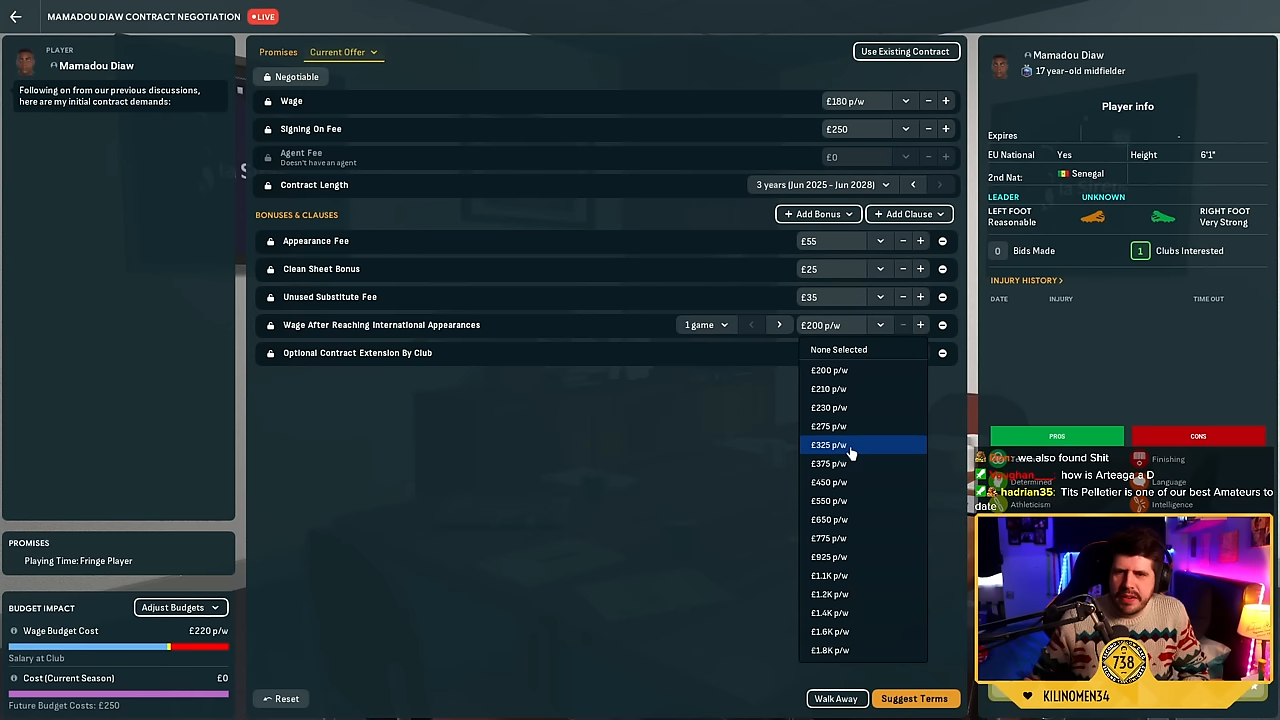 MAMADOU DIAW CONTRACT NEGOTIATION
LIVE
PLAYER
Mamadou Diaw
Following on from our previous discussions,
here are my initial contract demands:
Promises
Current Offer
Use Existing Contract
Negotiable
Wage
£180 p/w
Signing On Fee
£250
Agent Fee
Doesn't have an agent
£0
Contract Length
3 years (Jun 2025 - Jun 2028)
BONUSES & CLAUSES
+ Add Bonus
+ Add Clause
Appearance Fee
£55
Clean Sheet Bonus
£25
Unused Substitute Fee
£35
Wage After Reaching International Appearances
1 game
£200 p/w
Optional Contract Extension By Club
None Selected
£200 p/w
£210 p/w
£230 p/w
£275 p/w
£325 p/w
£375 p/w
£450 p/w
£550 p/w
£650 p/w
£775 p/w
£925 p/w
£1.1K p/w
£1.2K p/w
£1.4K p/w
£1.6K p/w
£1.8K p/w
PROMISES
Playing Time: Fringe Player
BUDGET IMPACT
Adjust Budgets
Wage Budget Cost
£220 p/w
Salary at Club
Cost (Current Season)
£0
Future Budget Costs: £250
Reset
Walk Away
Suggest Terms
Mamadou Diaw
17 year-old midfielder
Player info
Expires
-
EU National
Yes
Height
6'1"
2nd Nat:
Senegal
LEADER
UNKNOWN
LEFT FOOT
Reasonable
RIGHT FOOT
Very Strong
0
Bids Made
1
Clubs Interested
INJURY HISTORY >
DATE
INJURY
TIME OUT
PROS
CONS
we also found Shit
Finishing
how is Arteaga a D
Determined
Language
hadrian35: Tits Pelletier is one of our best Amateurs to
date
Athleticism
Intelligence
738
KILINOMEN34